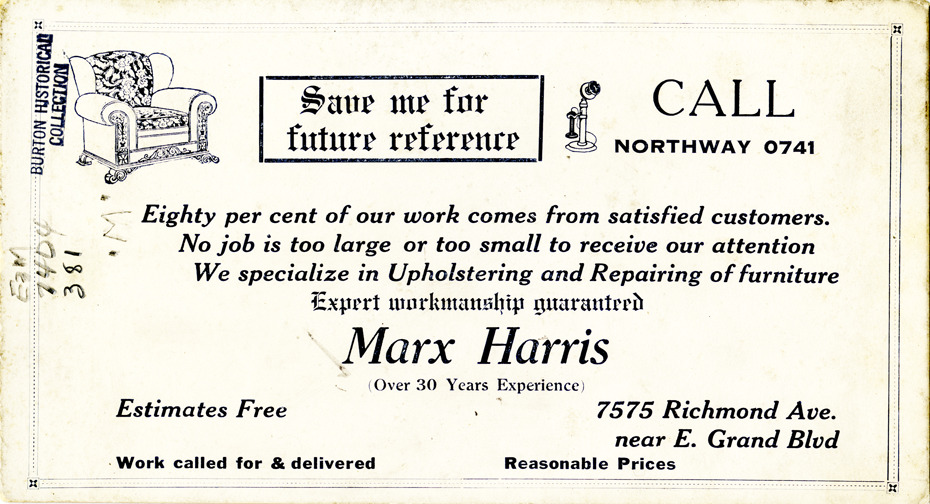 BURTON HISTORICAL
COLLECTION
Save me for
future reference
CALL
NORTHWAY 0741
Eighty per cent of our work comes from satisfied customers.
No job is too large or too small to receive our attention
We specialize in Upholstering and Repairing of furniture
Expert workmanship guaranteed
Marx Harris
(Over 30 Years Experience)
Estimates Free
7575 Richmond Ave.
near E. Grand Blvd
Work called for & delivered
Reasonable Prices
M
381